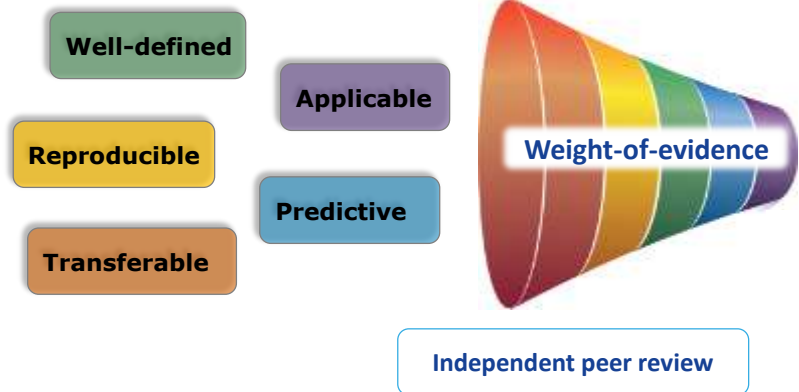 Well-defined
Applicable
Reproducible
Weight-of-evidence
Predictive
Transferable
Independent peer review